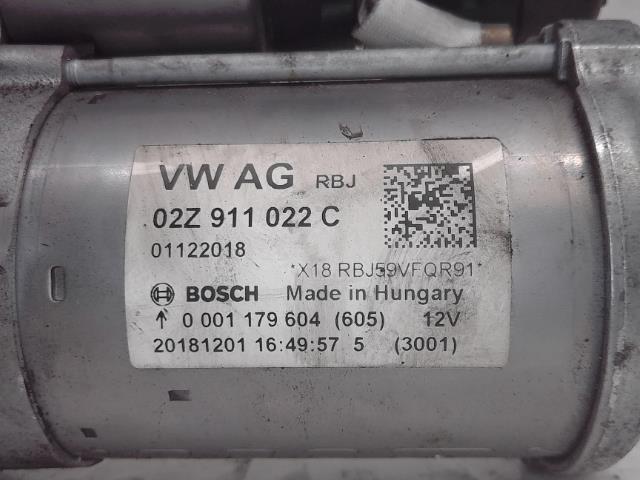 VW AG RBJ
02Z 911 022 C
01122018
*X18 RBJ59VFQR91*
BOSCH Made in Hungary
↑ 0 001 179 604 (605) 12V
20181201 16:49:57 5 (3001)